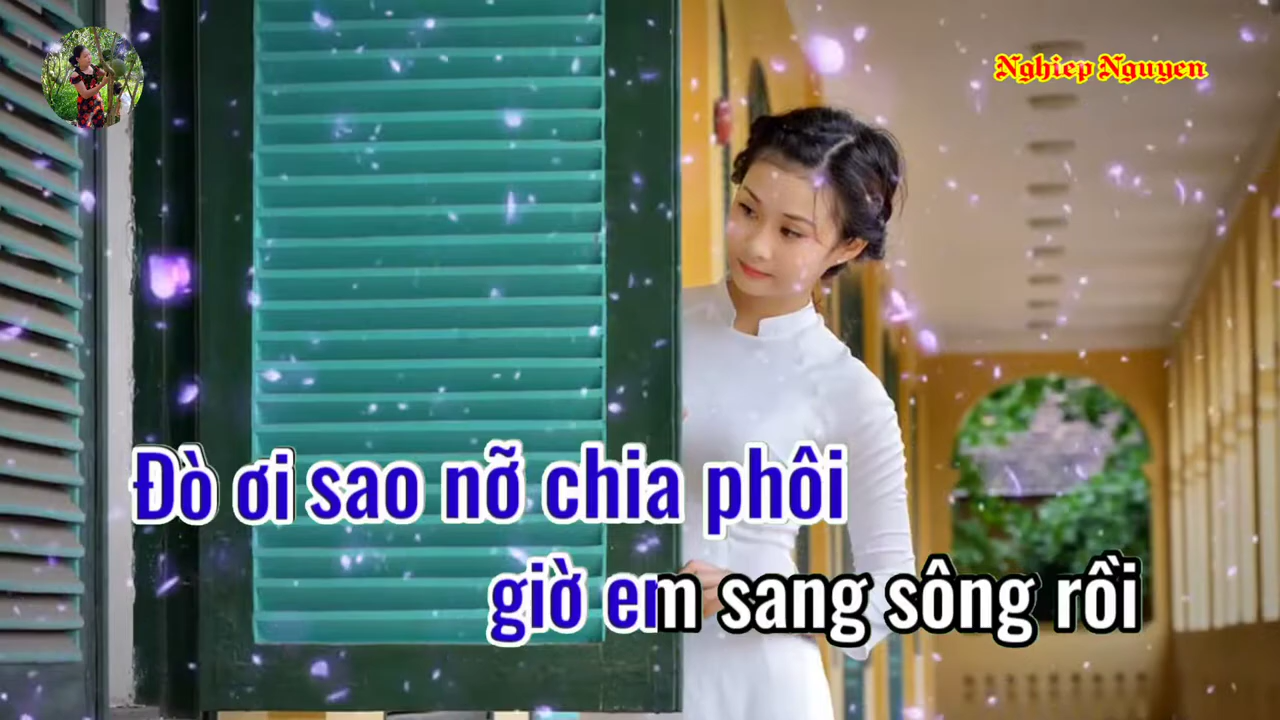 Nghiep Nguyen
Đò ơi sao nỡ chia phôi
giờ em sang sông rồi